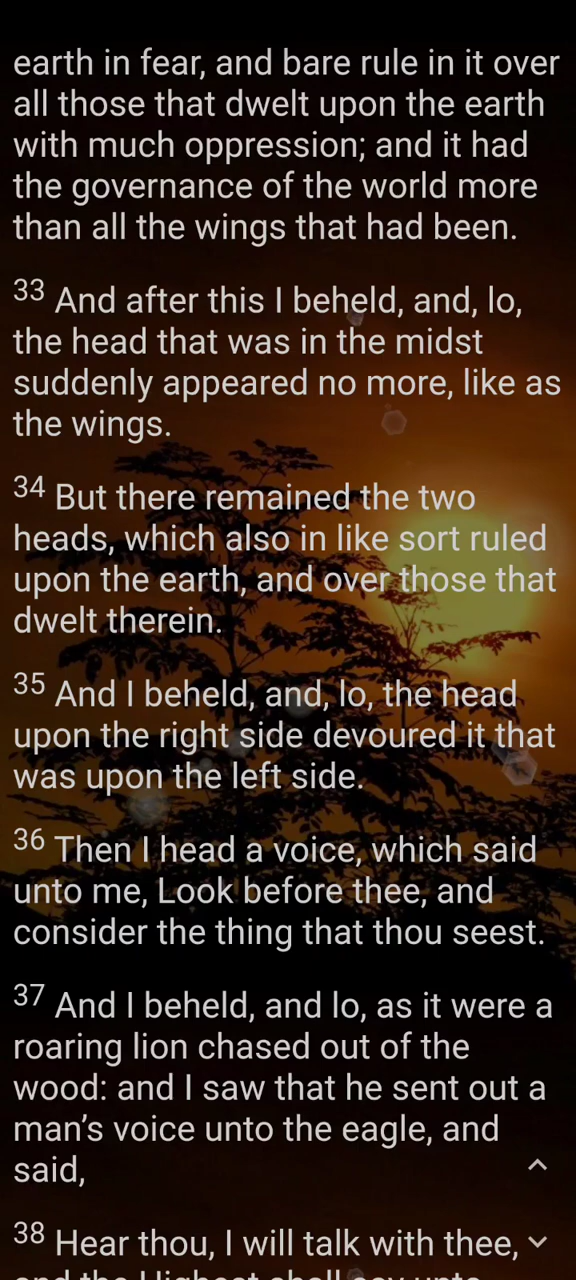 earth in fear, and bare rule in it over
all those that dwelt upon the earth
with much oppression; and it had
the governance of the world more
than all the wings that had been.
33 And after this I beheld, and, lo,
the head that was in the midst
suddenly appeared no more, like as
the wings.
34 But there remained the two
heads, which also in like sort ruled
upon the earth, and over those that
dwelt therein.
35 And I beheld, and, lo, the head
upon the right side devoured it that
was upon the left side.
36 Then I head a voice, which said
unto me, Look before thee, and
consider the thing that thou seest.
37 And I beheld, and lo, as it were a
roaring lion chased out of the
wood: and I saw that he sent out a
man’s voice unto the eagle, and
said,
38 Hear thou, I will talk with thee,
and the Highest shall say unto